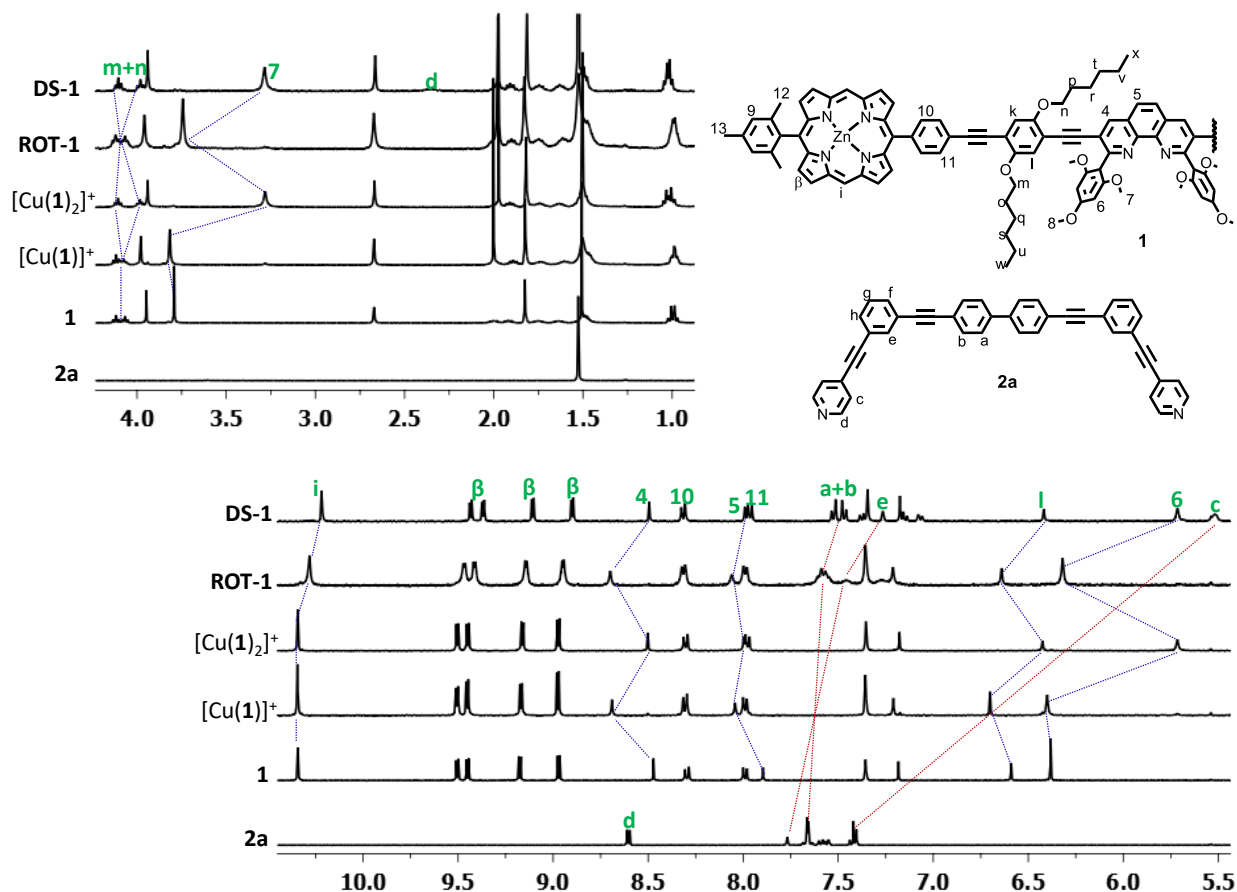 m+n 7 d
DS-1
ROT-1
[Cu(1)₂]⁺
[Cu(1)]⁺
1
2a
4.0 3.5 3.0 2.5 2.0 1.5 1.0
x
t
p
v
r
O
n
12
10
k
4
5
9
13
Zn
N N
N N
11
β
i
l
O
m
o
q
s
u
w
N N
O
O
O
O
7
6
8
O
O
1
g f
h
e
b a
c
d
N
N
2a
i β β β 4 10 5 11 a+b e l 6 c
DS-1
ROT-1
[Cu(1)₂]⁺
[Cu(1)]⁺
1
2a
d
10.0 9.5 9.0 8.5 8.0 7.5 7.0 6.5 6.0 5.5